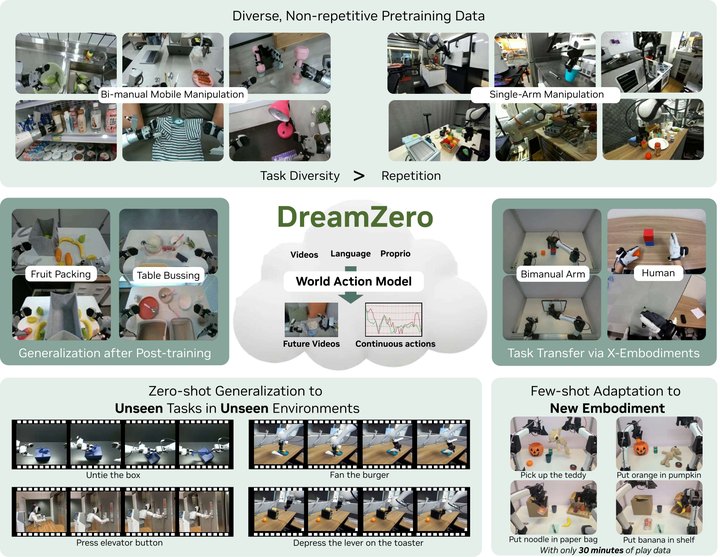 Diverse, Non-repetitive Pretraining Data
Bi-manual Mobile Manipulation
Single-Arm Manipulation
Task Diversity > Repetition
Fruit Packing
Table Bussing
Generalization after Post-training
DreamZero
Videos Language Proprio
World Action Model
Future Videos
Continuous actions
Bimanual Arm
Human
Task Transfer via X-Embodiments
Zero-shot Generalization to
Unseen Tasks in Unseen Environments
Untie the box
Fan the burger
Press elevator button
Depress the lever on the toaster
Few-shot Adaptation to
New Embodiment
Pick up the teddy
Put orange in pumpkin
Put noodle in paper bag
Put banana in shelf
With only 30 minutes of play data